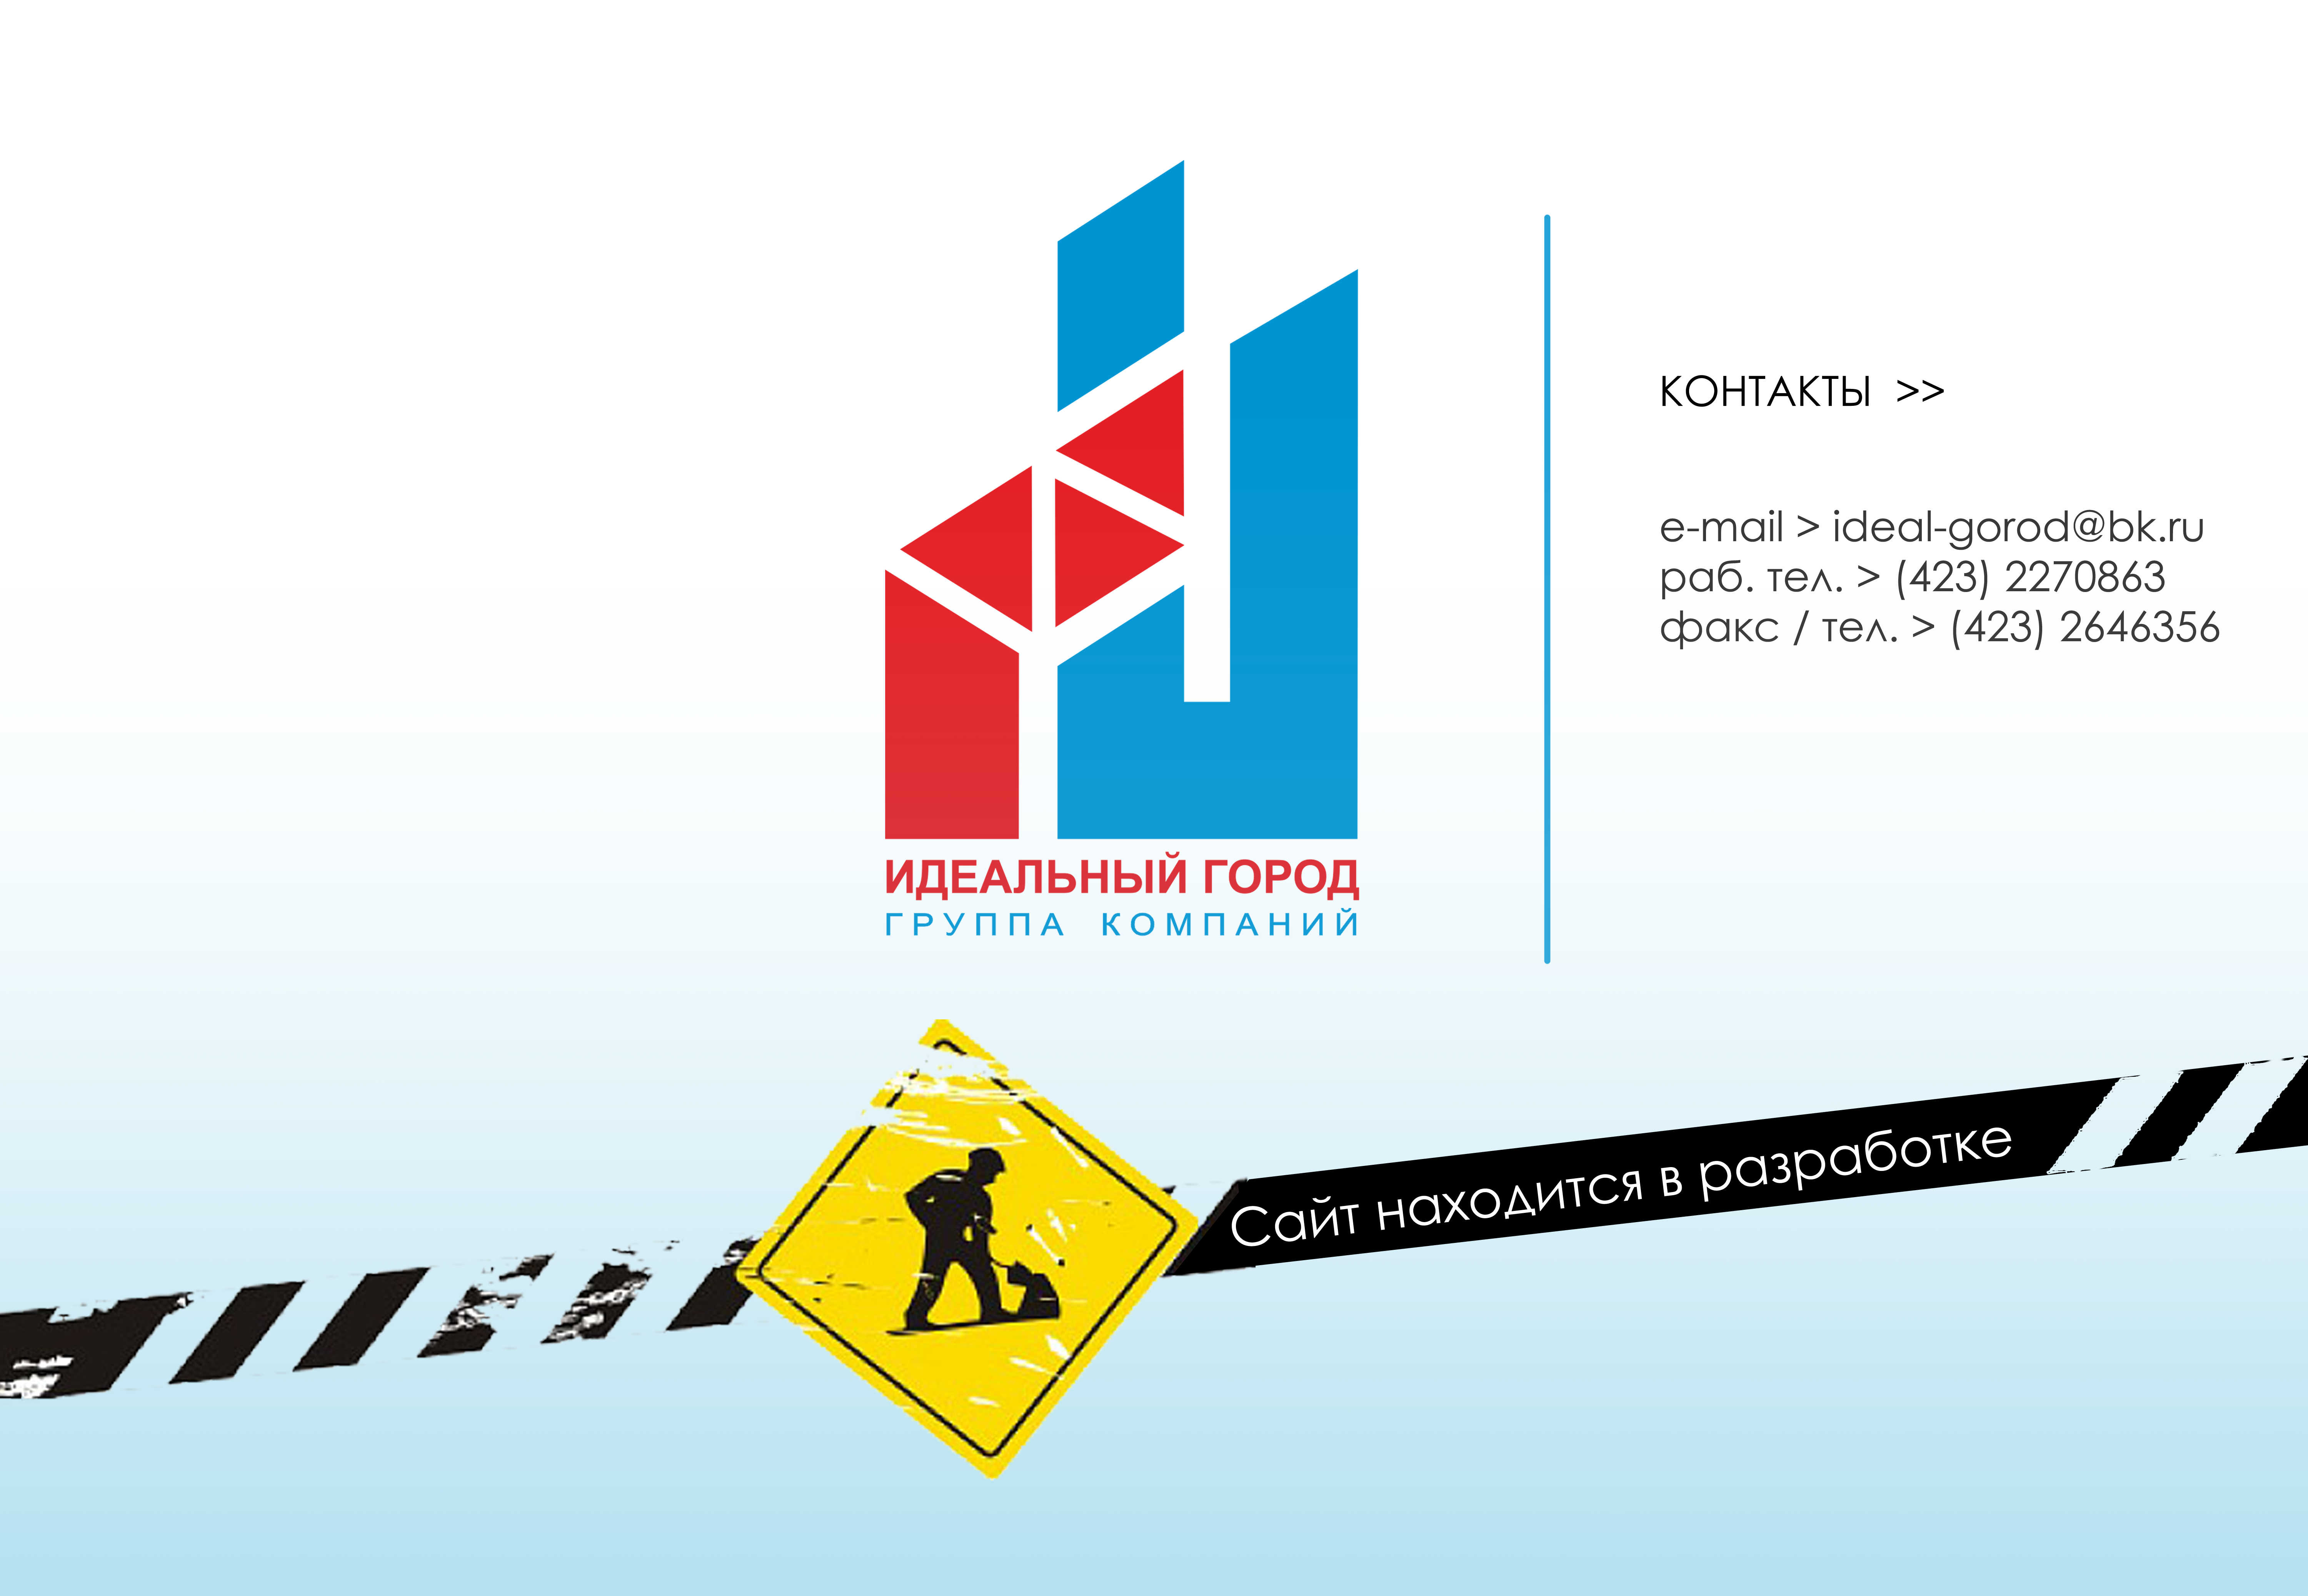 ИДЕАЛЬНЫЙ ГОРОД
ГРУППА КОМПАНИЙ
КОНТАКТЫ >>
e-mail > ideal-gorod@bk.ru
раб. тел. > (423) 2270863
факс / тел. > (423) 2646356
Сайт находится в разработке